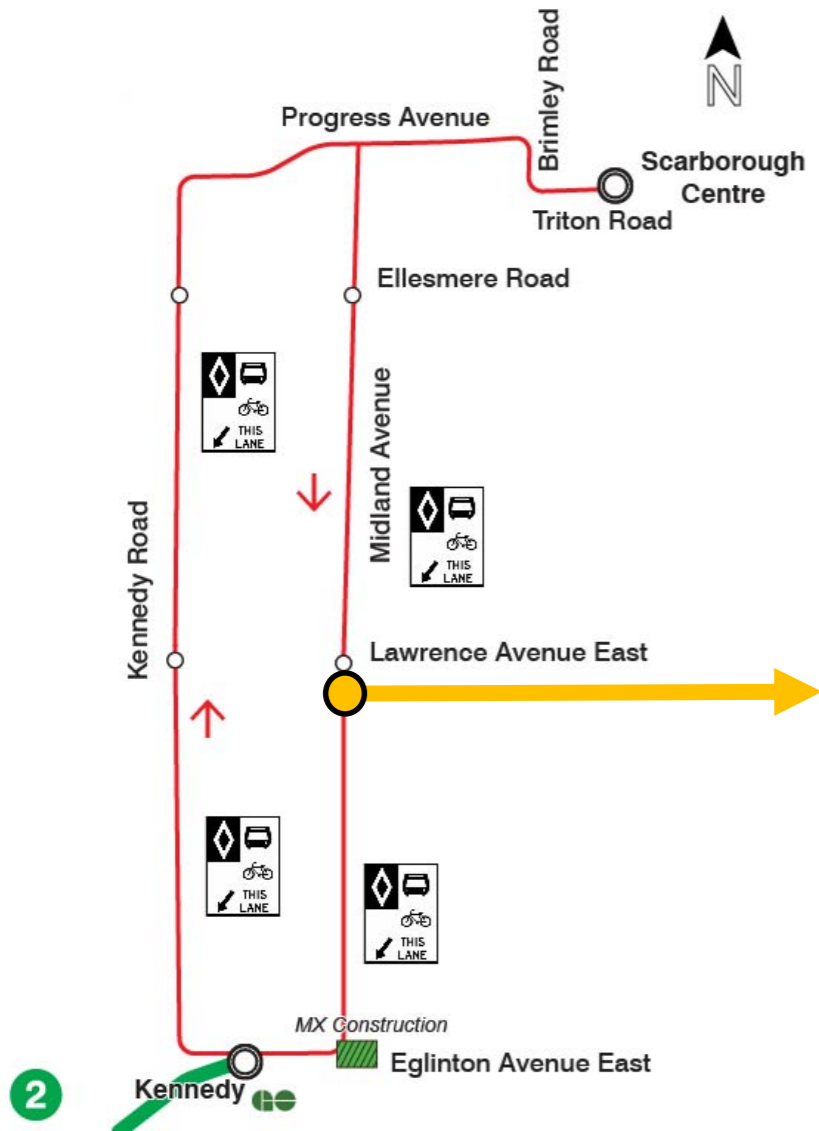 Brimley Road
N
Progress Avenue
Scarborough
Centre
Triton Road
Ellesmere Road
THIS
LANE
Midland Avenue
Kennedy Road
THIS
LANE
Lawrence Avenue East
THIS
LANE
THIS
LANE
MX Construction
Eglinton Avenue East
2
Kennedy
GO